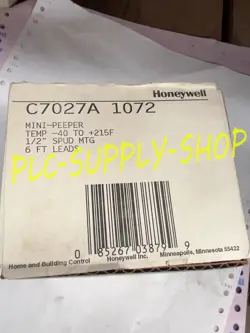 Honeywell
C7027A 1072
MINI-PEEPER
TEMP -40 TO +215F
1/2" SPUD MTG
6 FT LEADS
PLC-SUPPLY-SHOP
0 85267 03879 9
Home and Building Control Honeywell Inc. Minneapolis, Minnesota 55422